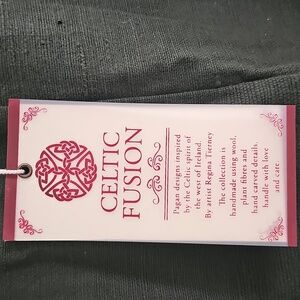 CELTIC
FUSION
Pagan designs inspired
by the Celtic spirit of
the west of Ireland.
By artist Regina Tierney
The collection is
handmade using wool,
plant fibres and
hand carved details,
handle with love
and care